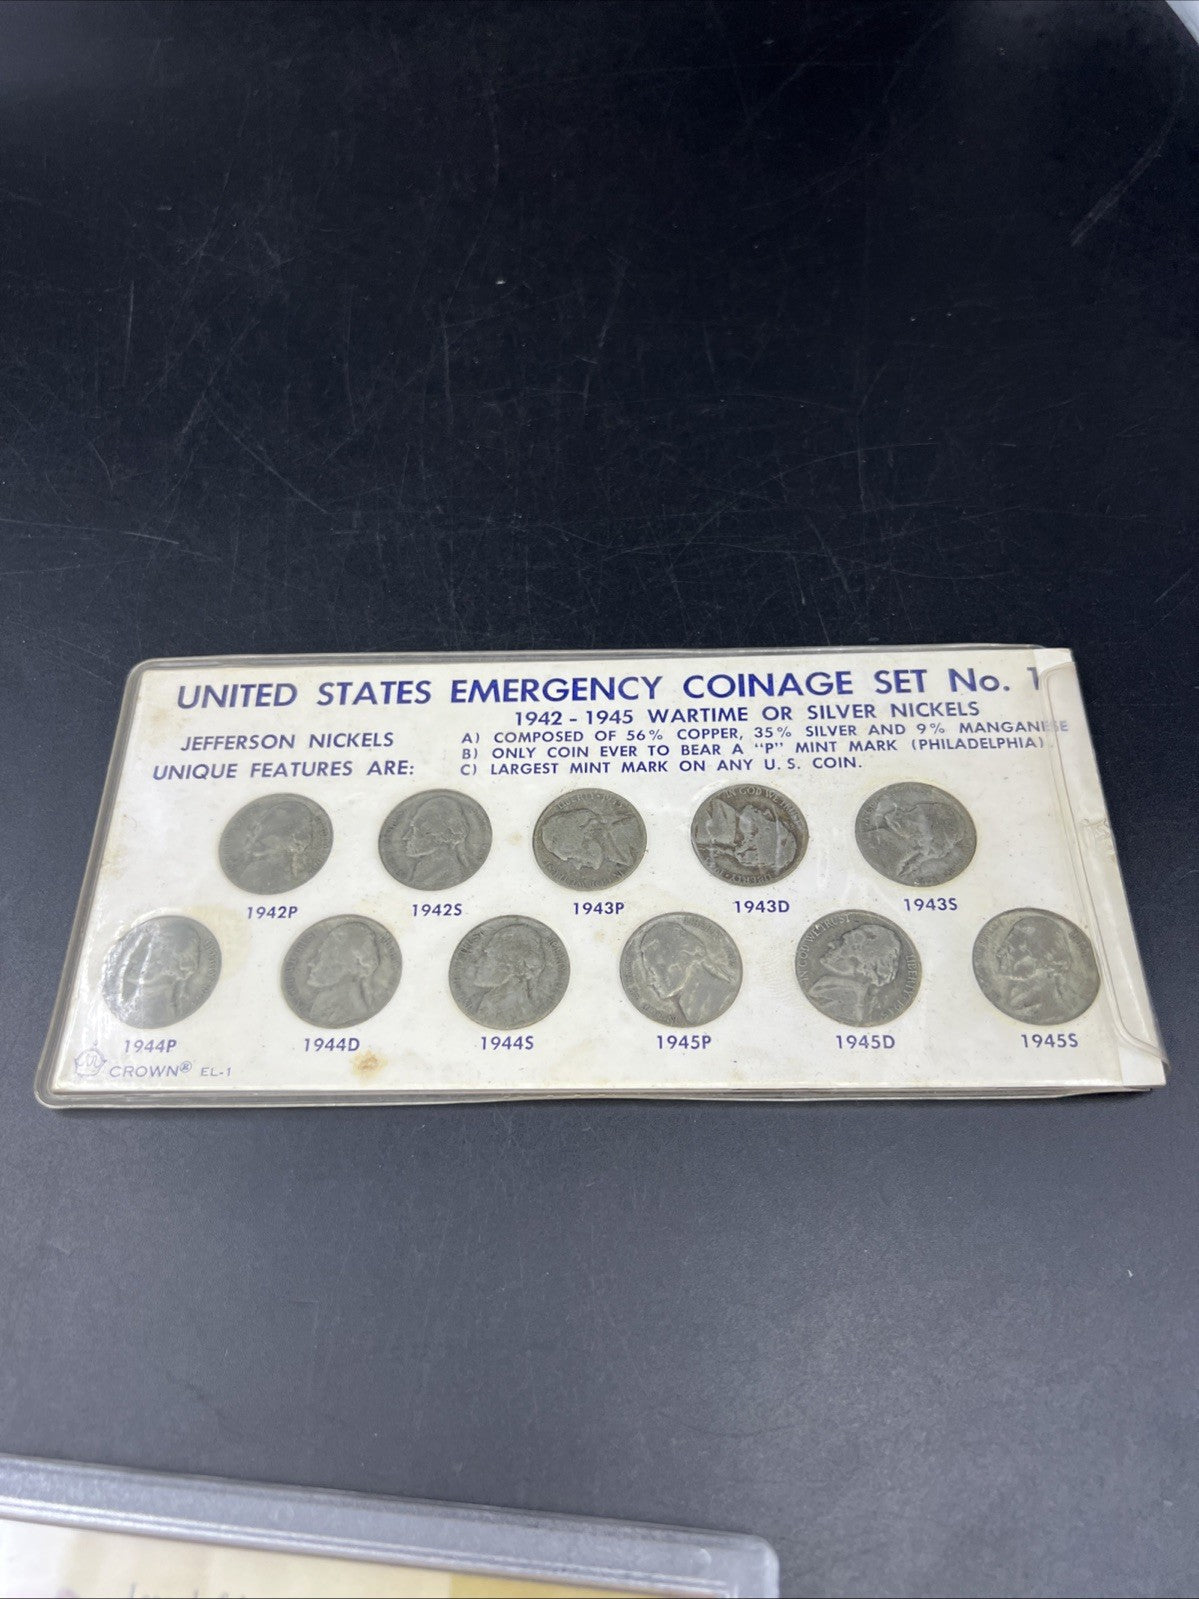 UNITED STATES EMERGENCY COINAGE SET No. 1
1942 - 1945 WARTIME OR SILVER NICKELS
JEFFERSON NICKELS
UNIQUE FEATURES ARE:
A) COMPOSED OF 56% COPPER, 35% SILVER AND 9% MANGANESE
B) ONLY COIN EVER TO BEAR A "P" MINT MARK (PHILADELPHIA).
C) LARGEST MINT MARK ON ANY U.S. COIN.
1942P 1942S 1943P 1943D 1943S
1944P 1944D 1944S 1945P 1945D 1945S
CROWN® EL-1